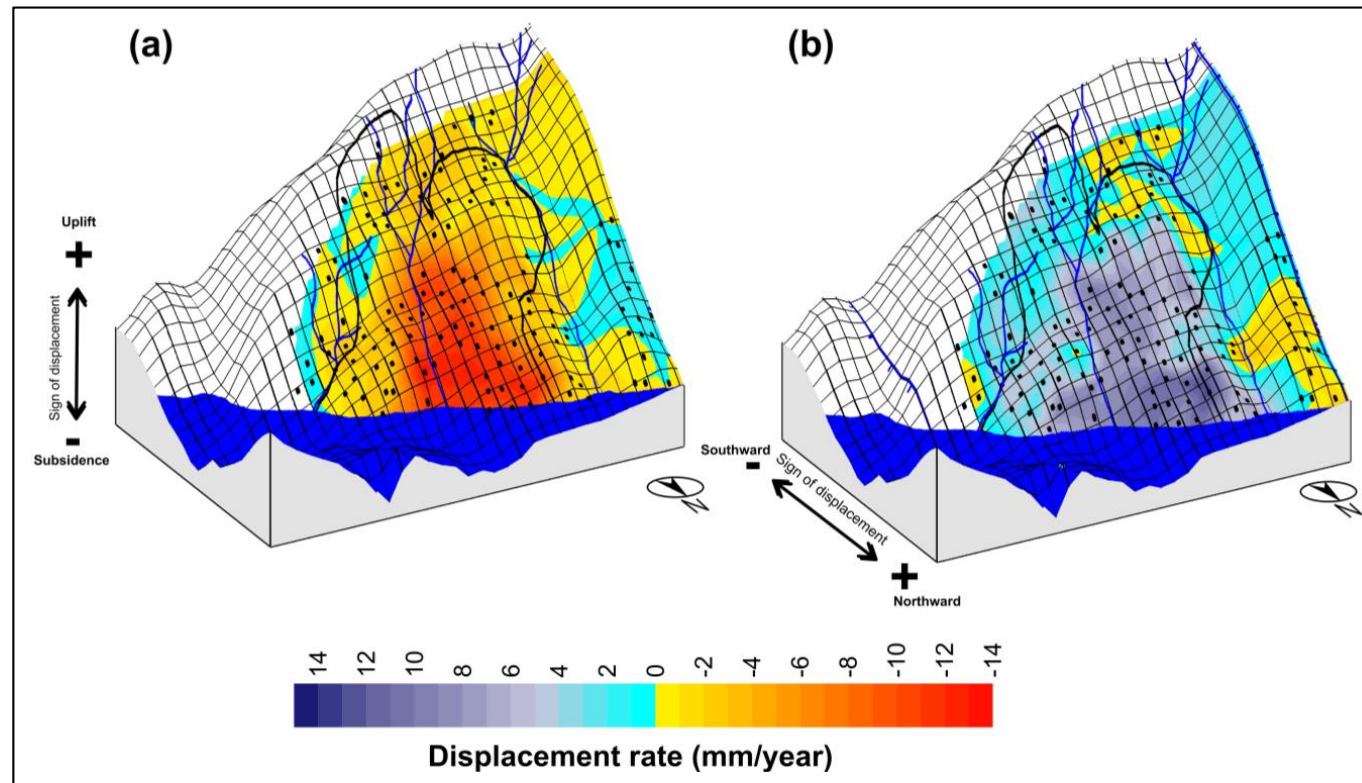 (a)
(b)
Uplift
+
Sign of displacement
-
Subsidence
N
Southward
-
Sign of displacement
+
Northward
N
14 12 10 8 6 4 2 0 -2 -4 -6 -8 -10 -12 -14
Displacement rate (mm/year)